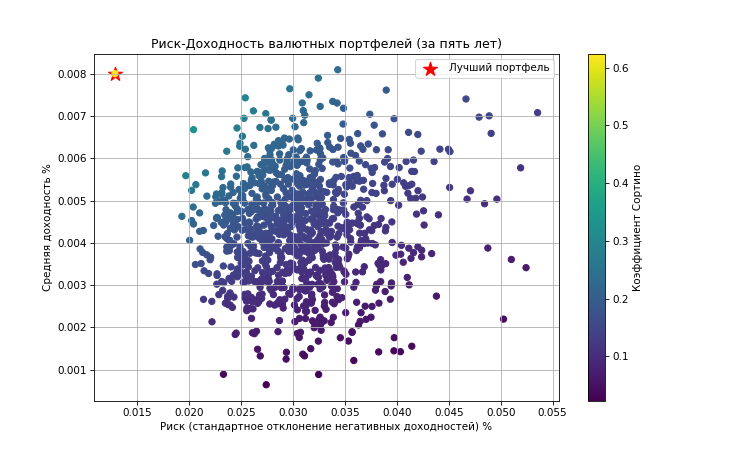 Риск-Доходность валютных портфелей (за пять лет)
Лучший портфель
Средняя доходность %
0.008
0.007
0.006
0.005
0.004
0.003
0.002
0.001
0.015 0.020 0.025 0.030 0.035 0.040 0.045 0.050 0.055
Риск (стандартное отклонение негативных доходностей) %
0.6
0.5
0.4
0.3
0.2
0.1
Коэффициент Сортино